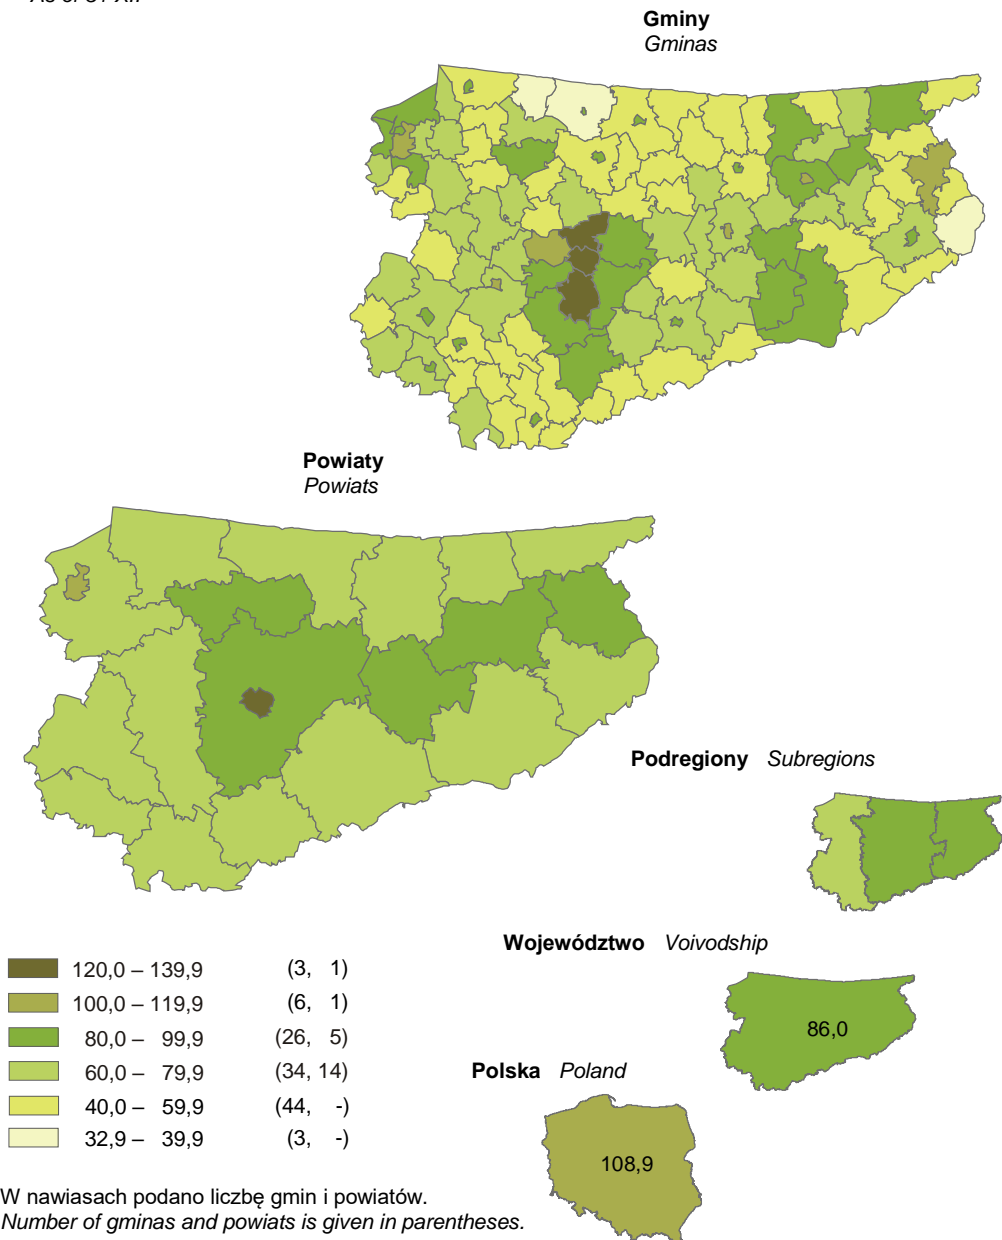 Gminy
Gminas
Powiaty
Powiats
Podregiony Subregions
Województwo Voivodship
86,0
Polska Poland
108,9
120,0 – 139,9 (3, 1)
100,0 – 119,9 (6, 1)
80,0 – 99,9 (26, 5)
60,0 – 79,9 (34, 14)
40,0 – 59,9 (44, -)
32,9 – 39,9 (3, -)
W nawiasach podano liczbę gmin i powiatów.
Number of gminas and powiats is given in parentheses.